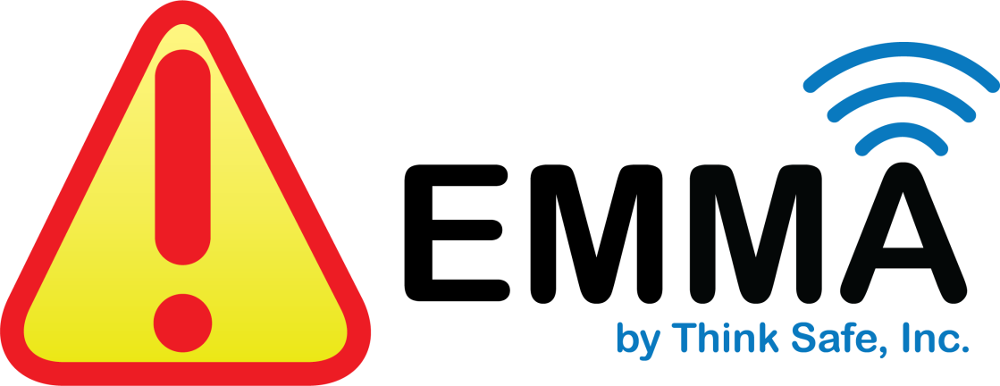 EMMA
by Think Safe, Inc.